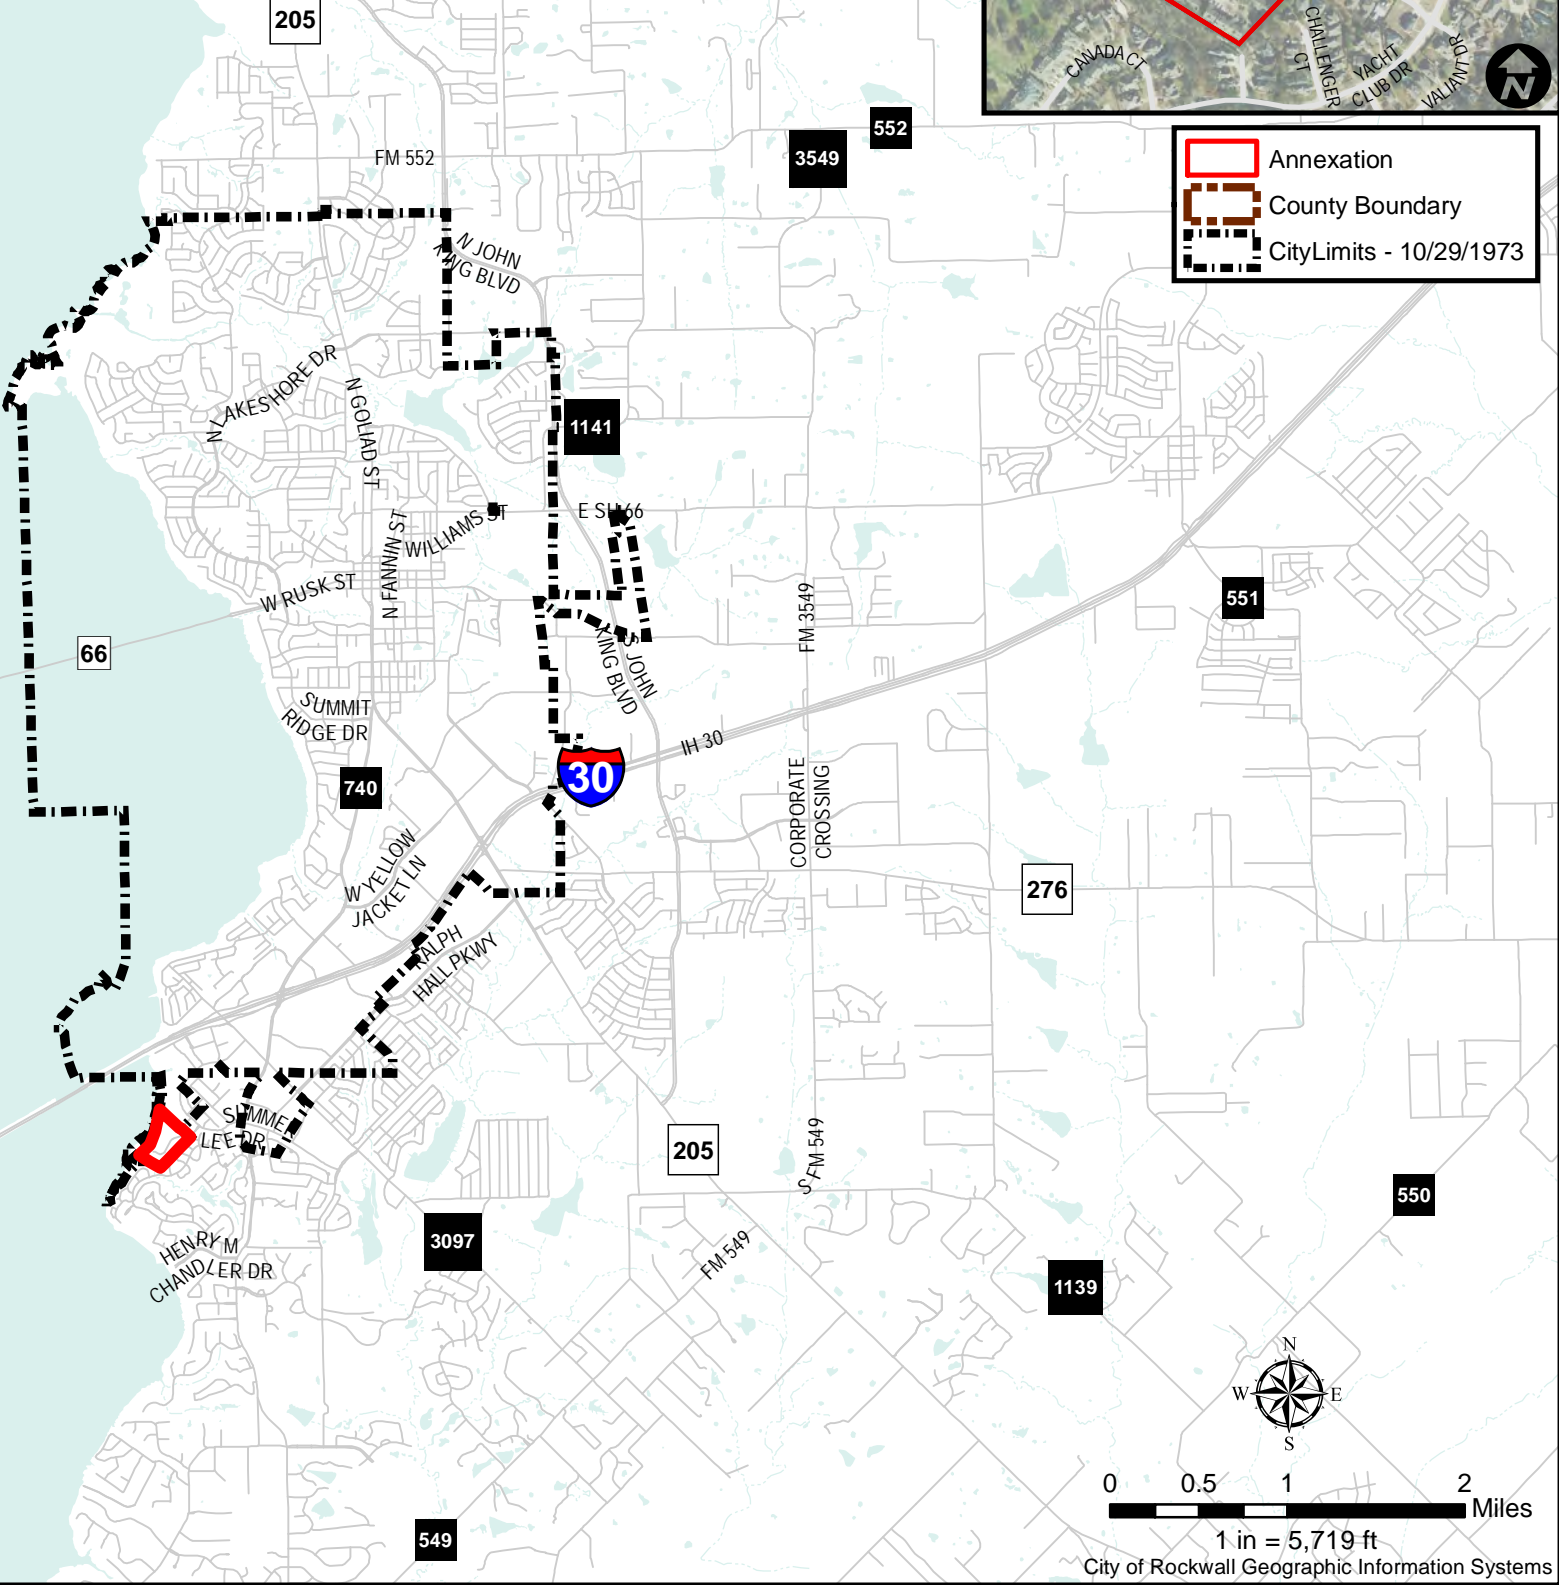 205
CANADA CT
CHALLENGER
CT
YACHT
CLUB DR
VALIANT DR
N
552
3549
FM 552
Annexation
County Boundary
CityLimits - 10/29/1973
N JOHN
KING BLVD
N LAKESHORE DR
N GOLIAD ST
1141
E SH 66
WILLIAMS ST
N FANNIN ST
W RUSK ST
FM 3549
551
66
S JOHN
KING BLVD
SUMMIT
RIDGE DR
IH 30
30
740
CORPORATE
CROSSING
W YELLOW
JACKET LN
276
RALPH
HALL PKWY
SUMMER
LEE DR
205
S FM 549
550
HENRY M
CHANDLER DR
3097
FM 549
1139
N
W
E
S
0 0.5 1 2
Miles
1 in = 5,719 ft
549
City of Rockwall Geographic Information Systems